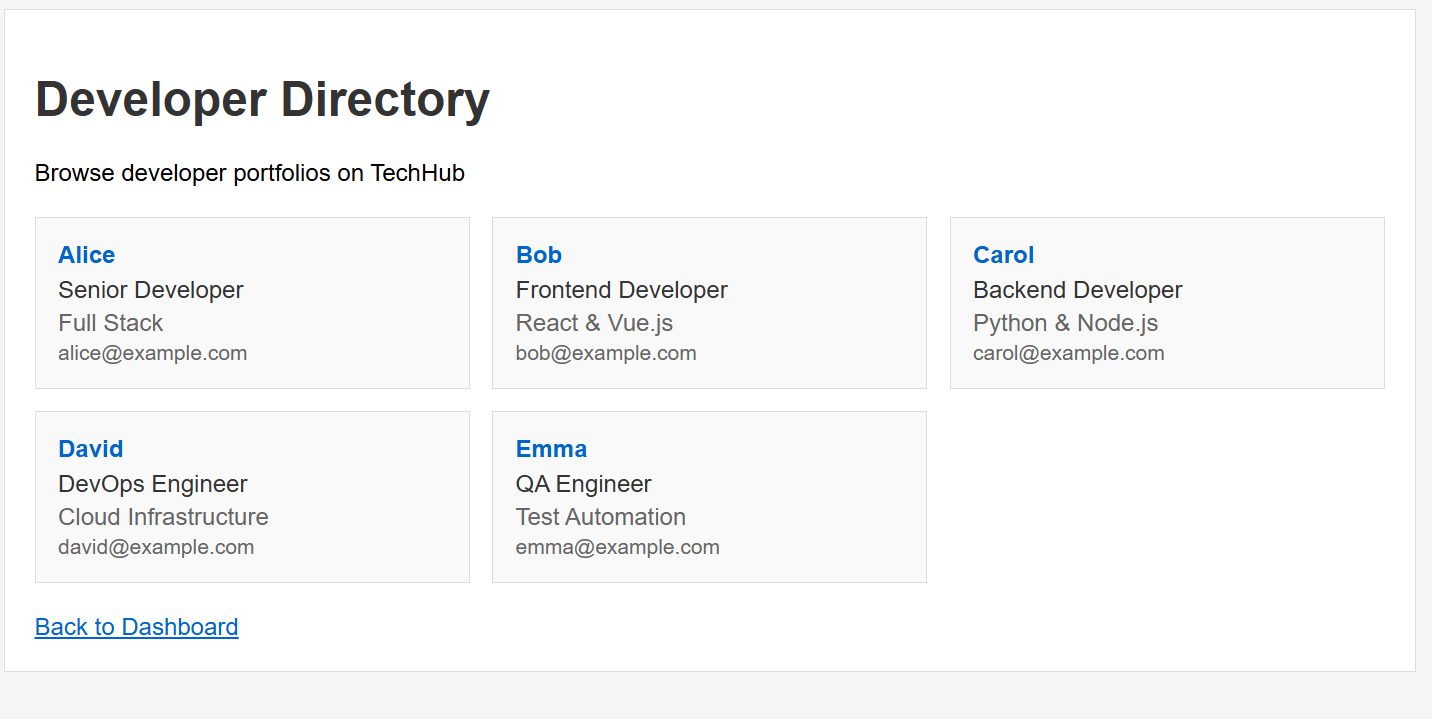 Developer Directory
Browse developer portfolios on TechHub
Alice
Senior Developer
Full Stack
alice@example.com
Bob
Frontend Developer
React & Vue.js
bob@example.com
Carol
Backend Developer
Python & Node.js
carol@example.com
David
DevOps Engineer
Cloud Infrastructure
david@example.com
Emma
QA Engineer
Test Automation
emma@example.com
Back to Dashboard